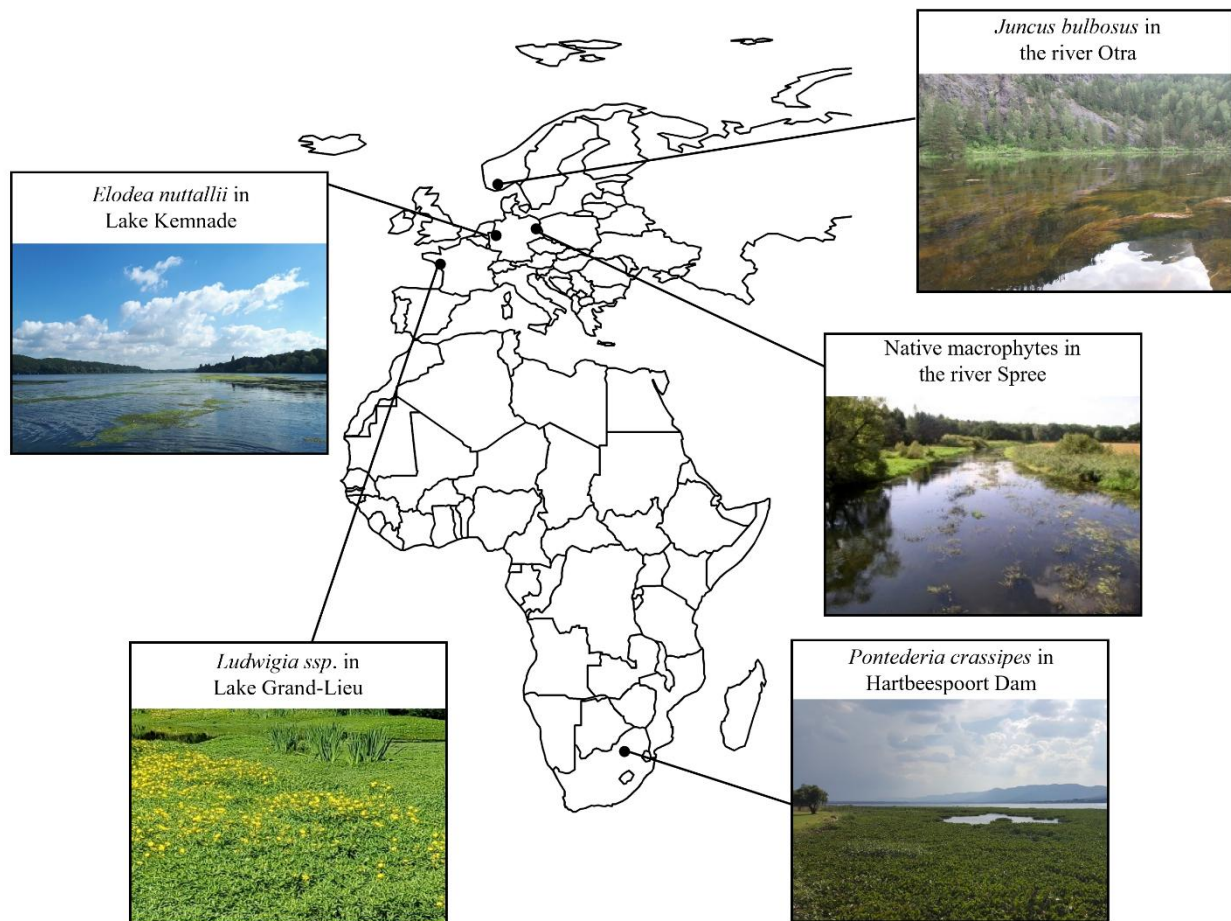 Juncus bulbosus in
the river Otra
Elodea nuttallii in
Lake Kemnade
Native macrophytes in
the river Spree
Ludwigia ssp. in
Lake Grand-Lieu
Pontederia crassipes in
Hartbeespoort Dam